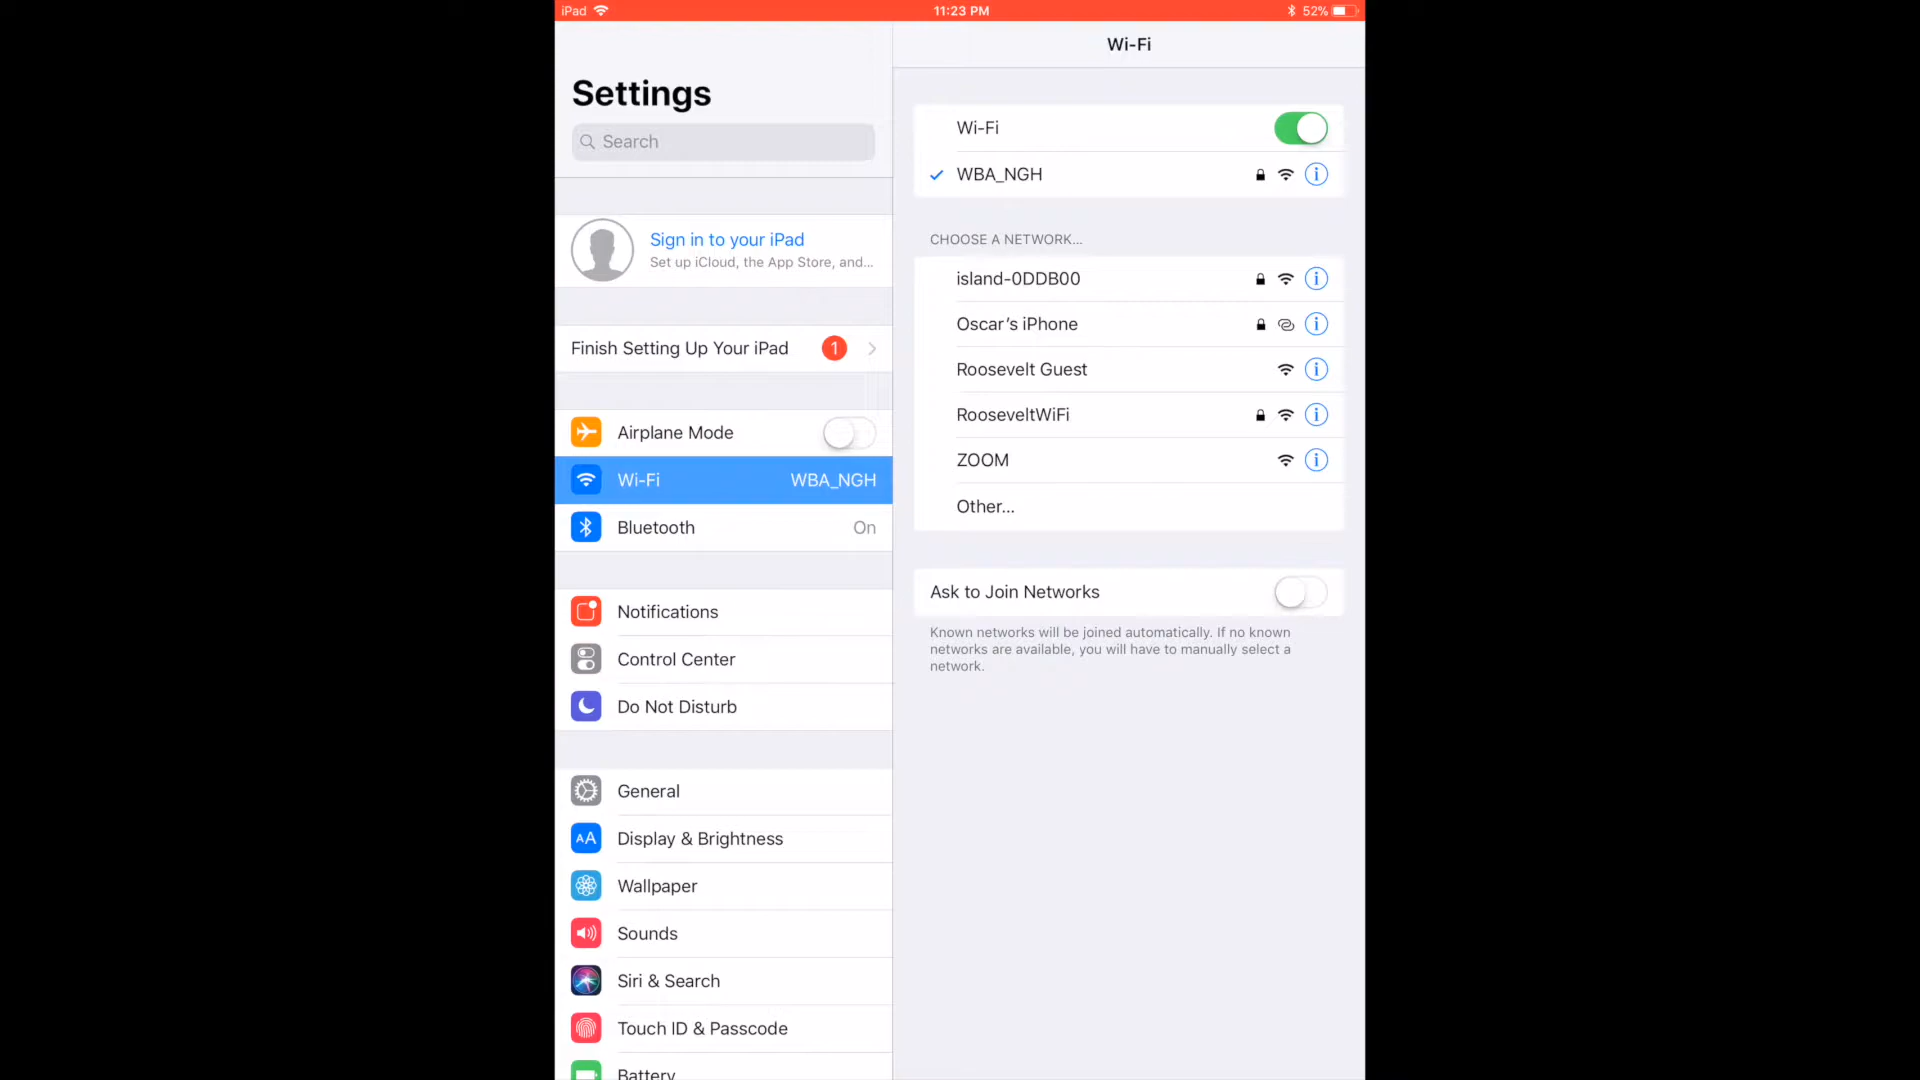 iPad
11:23 PM
52%
Settings
Search
Sign in to your iPad
Set up iCloud, the App Store, and...
Finish Setting Up Your iPad 1
Airplane Mode
Wi-Fi WBA_NGH
Bluetooth On
Notifications
Control Center
Do Not Disturb
General
AA Display & Brightness
Wallpaper
Sounds
Siri & Search
Touch ID & Passcode
Battery
Wi-Fi
Wi-Fi
WBA_NGH
CHOOSE A NETWORK...
island-0DDB00
Oscar's iPhone
Roosevelt Guest
RooseveltWiFi
ZOOM
Other...
Ask to Join Networks
Known networks will be joined automatically. If no known
networks are available, you will have to manually select a
network.